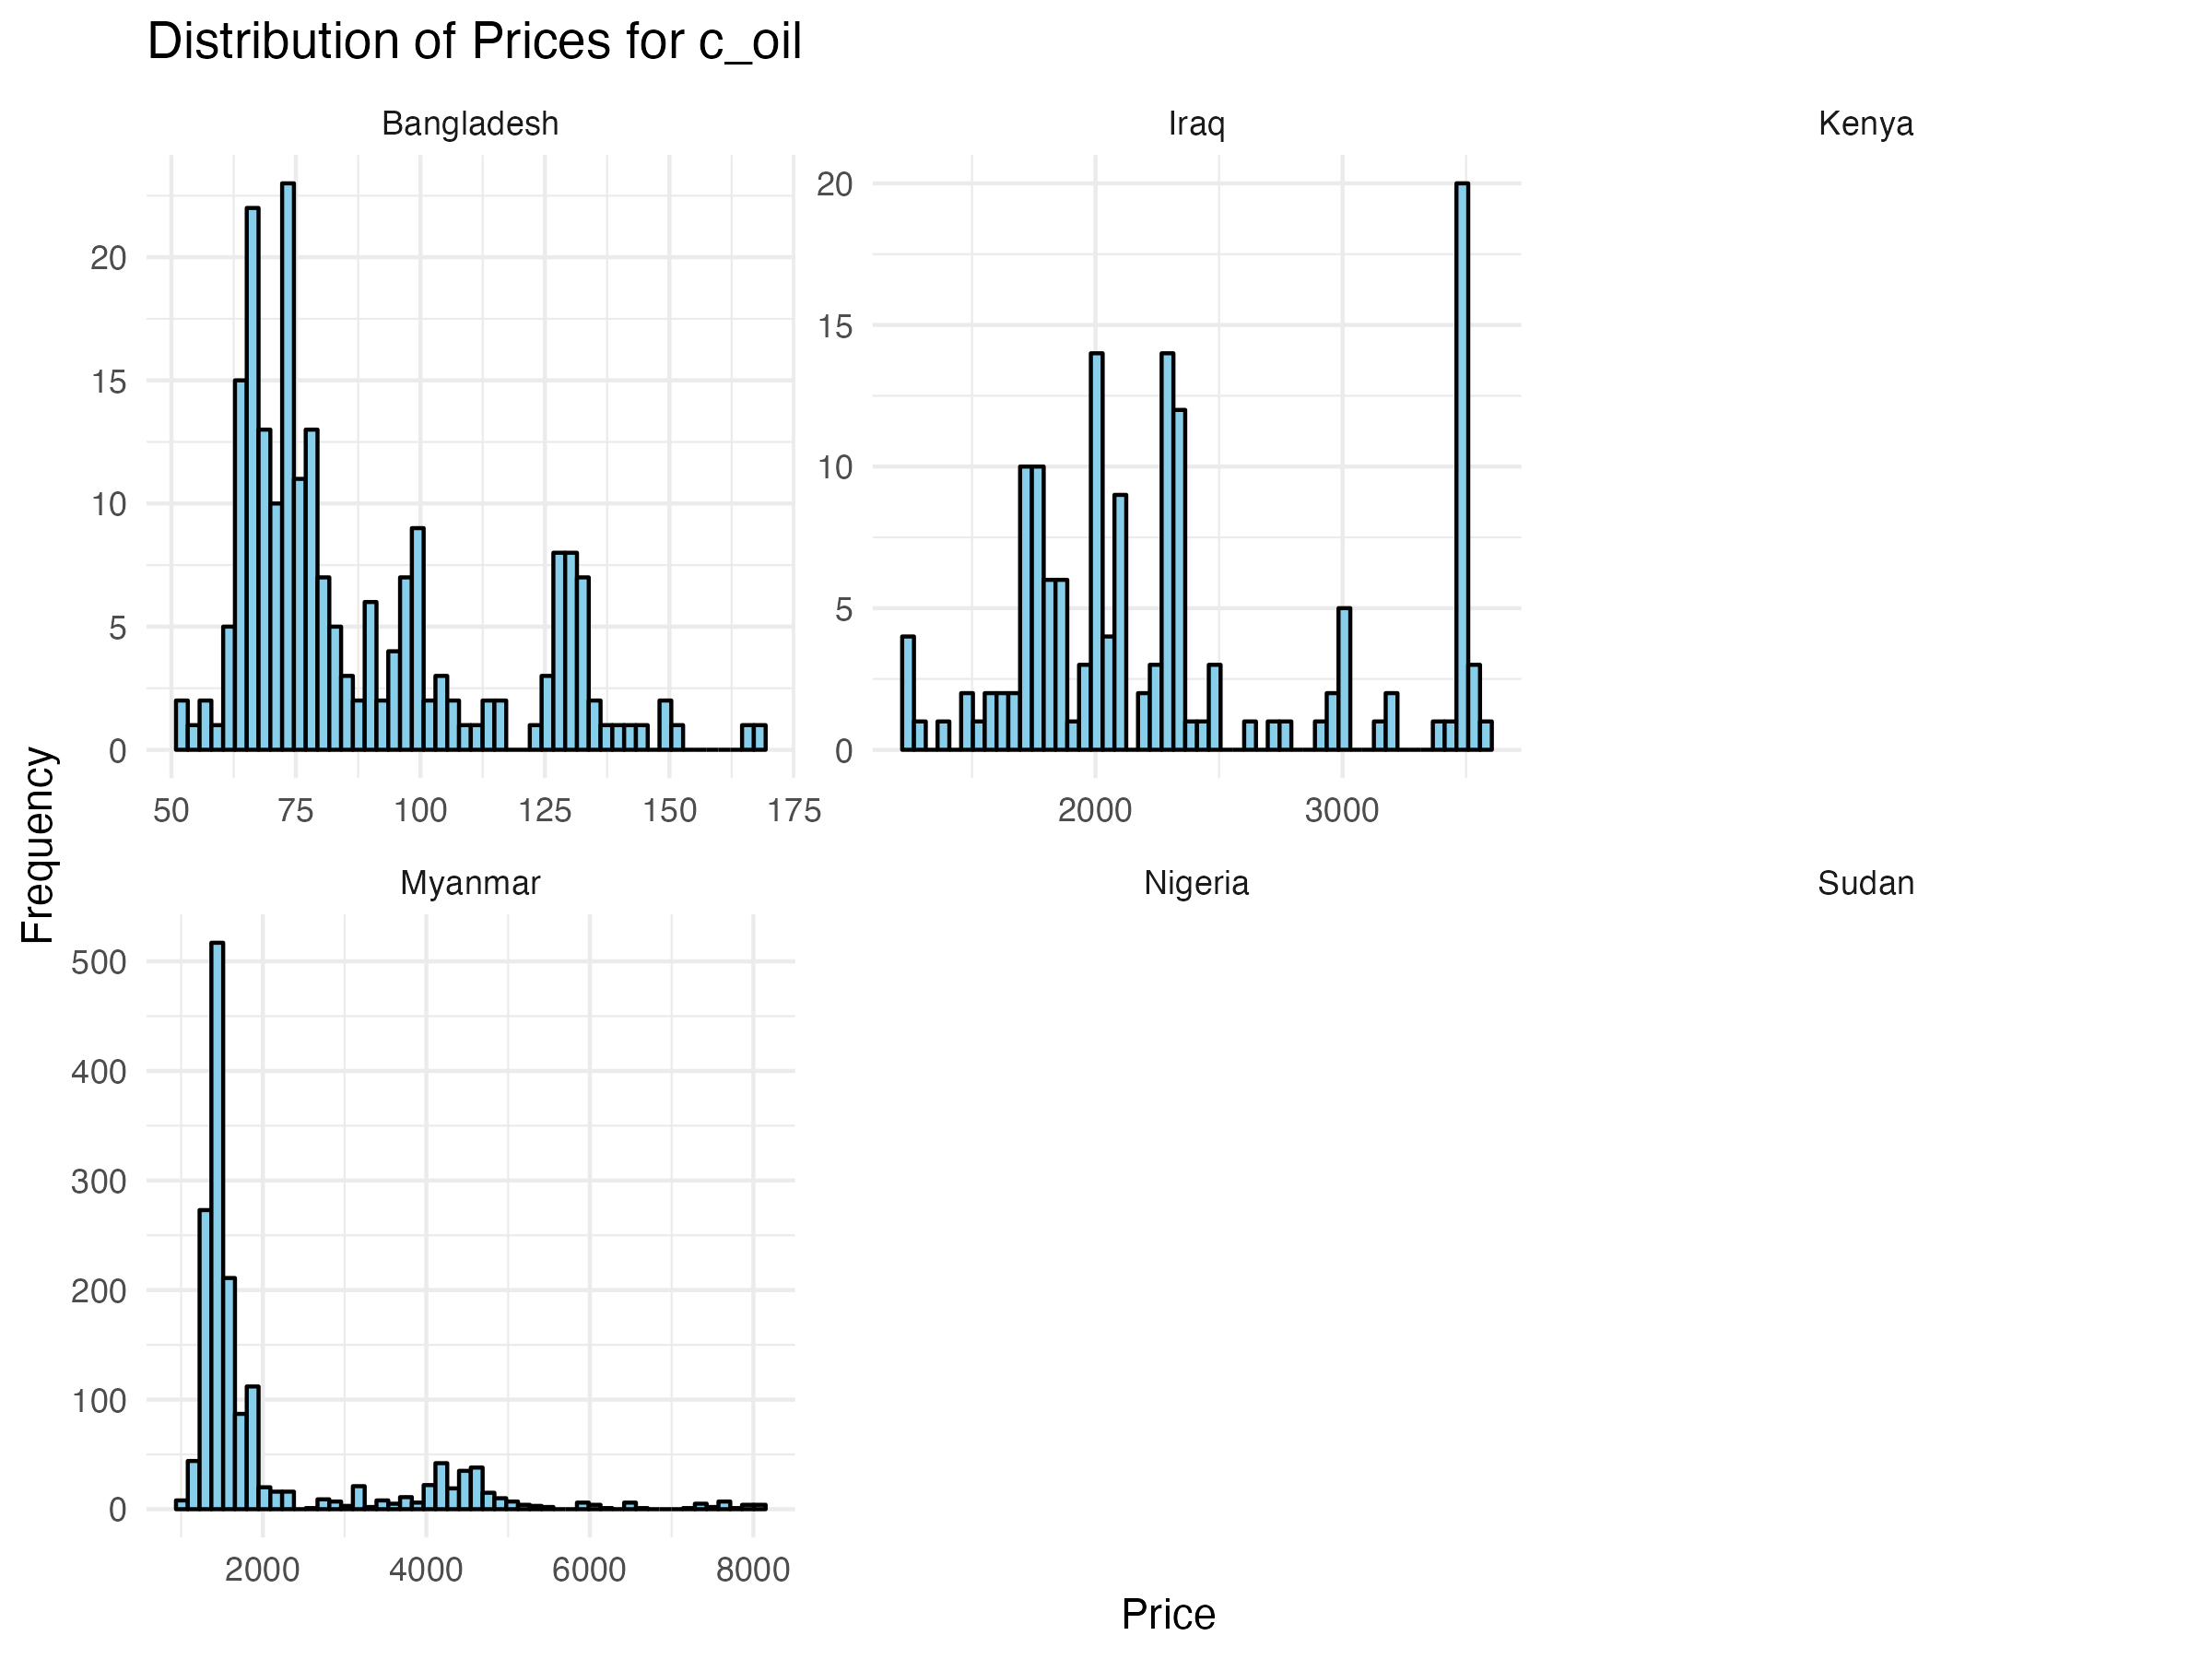 Distribution of Prices for c_oil
Bangladesh
Iraq
Kenya
20
15
10
5
0
50 75 100 125 150 175
20
15
10
5
0
2000 3000
Frequency
Myanmar
Nigeria
Sudan
500
400
300
200
100
0
2000 4000 6000 8000
Price